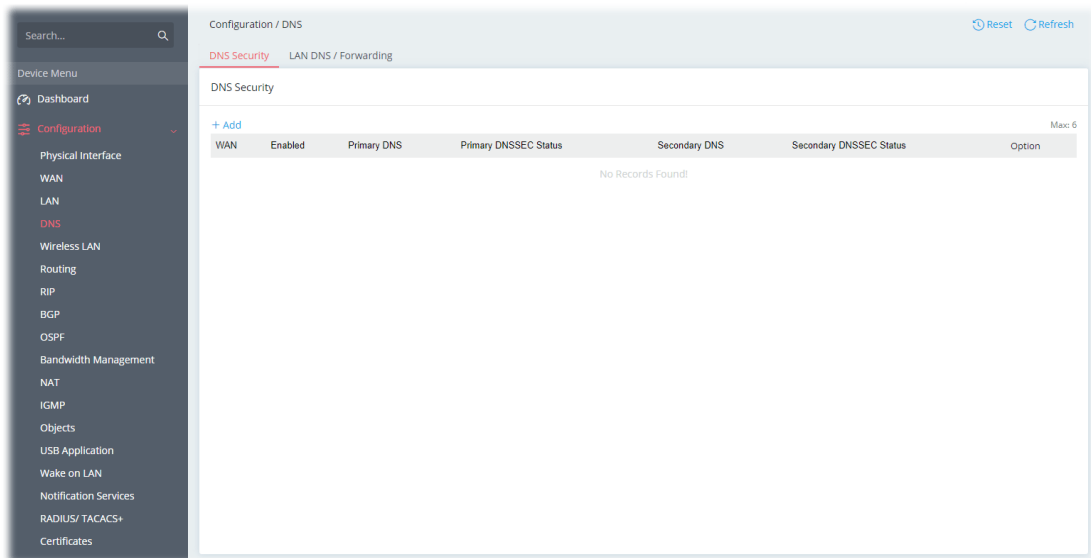 Search...
Device Menu
Dashboard
Configuration
Physical Interface
WAN
LAN
DNS
Wireless LAN
Routing
RIP
BGP
OSPF
Bandwidth Management
NAT
IGMP
Objects
USB Application
Wake on LAN
Notification Services
RADIUS/ TACACS+
Certificates
Configuration / DNS
Reset Refresh
DNS Security LAN DNS / Forwarding
DNS Security
+ Add Max: 6
WAN Enabled Primary DNS Primary DNSSEC Status Secondary DNS Secondary DNSSEC Status Option
No Records Found!